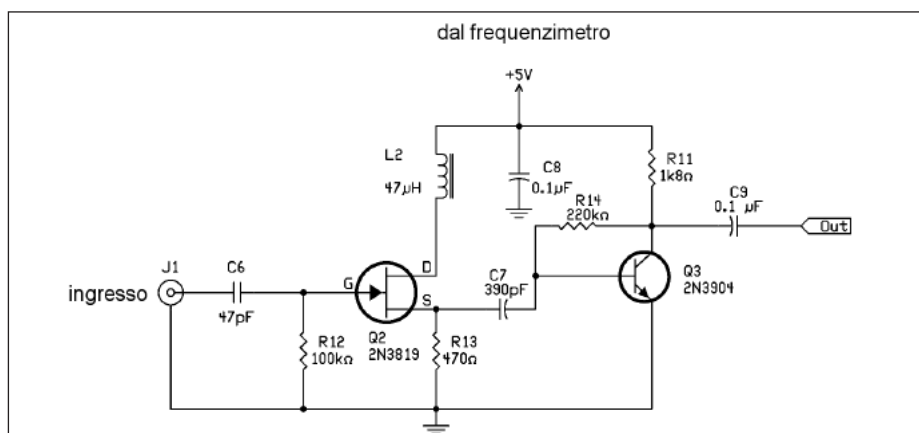 dal frequenzimetro
+5V
L2
47µH
C8
0.1µF
R11
1k8Ω
R14
220kΩ
C9
0.1 µF
Out
J1
C6
ingresso
47pF
G
D
S
C7
390pF
Q3
2N3904
R12
100kΩ
Q2
2N3819
R13
470Ω